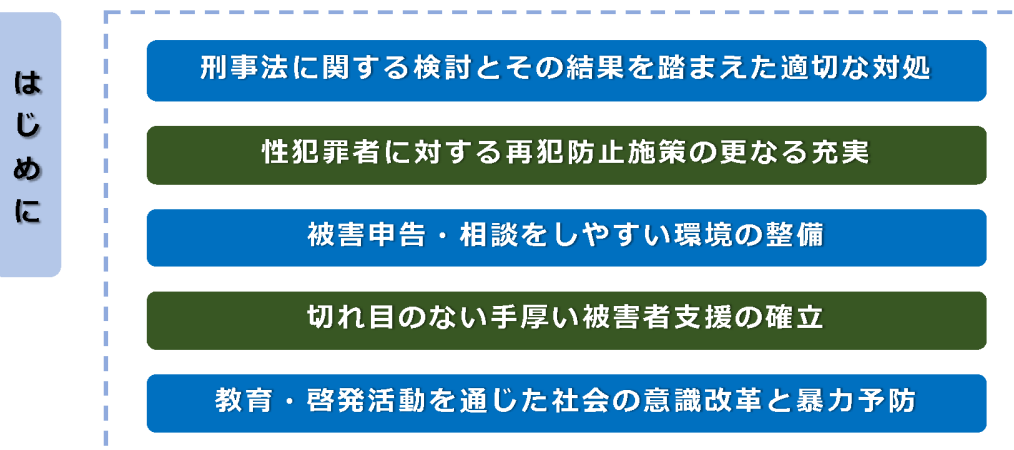 はじめに
刑事法に関する検討とその結果を踏まえた適切な対処
性犯罪者に対する再犯防止施策の更なる充実
被害申告・相談をしやすい環境の整備
切れ目のない手厚い被害者支援の確立
教育・啓発活動を通じた社会の意識改革と暴力予防